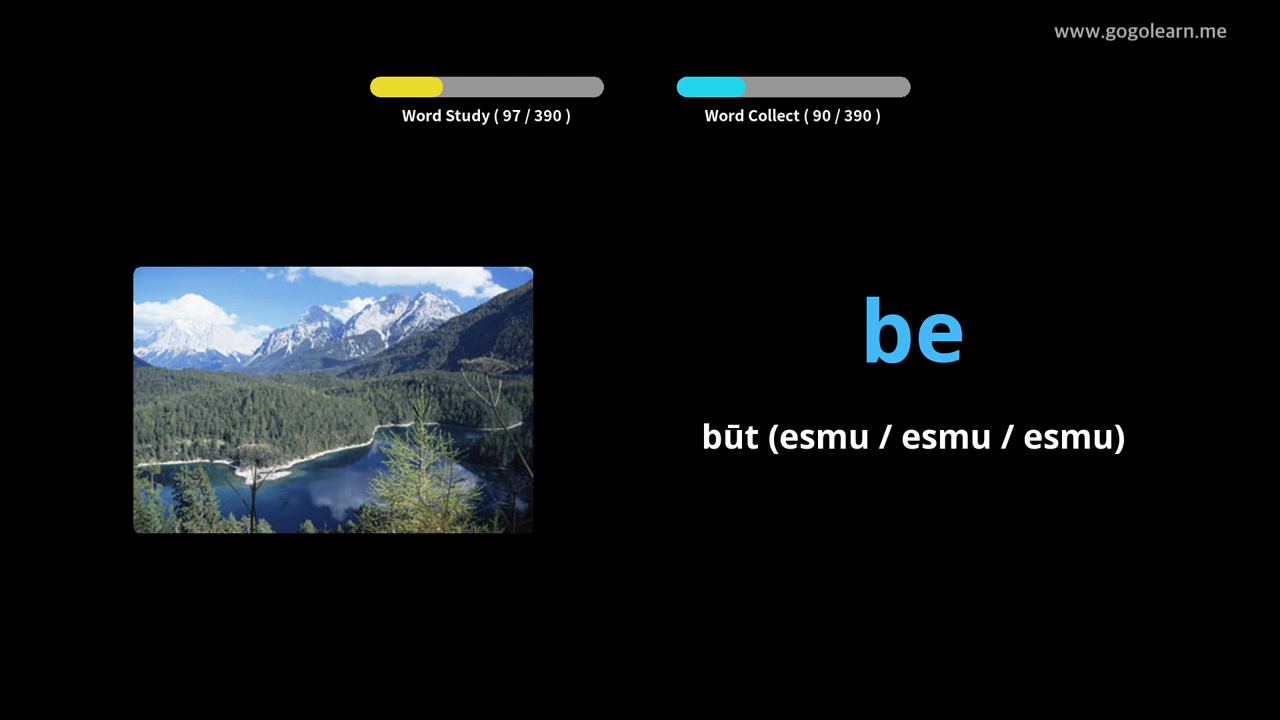 www.gogolearn.me
Word Study ( 97 / 390 )
Word Collect ( 90 / 390 )
be
būt (esmu / esmu / esmu)